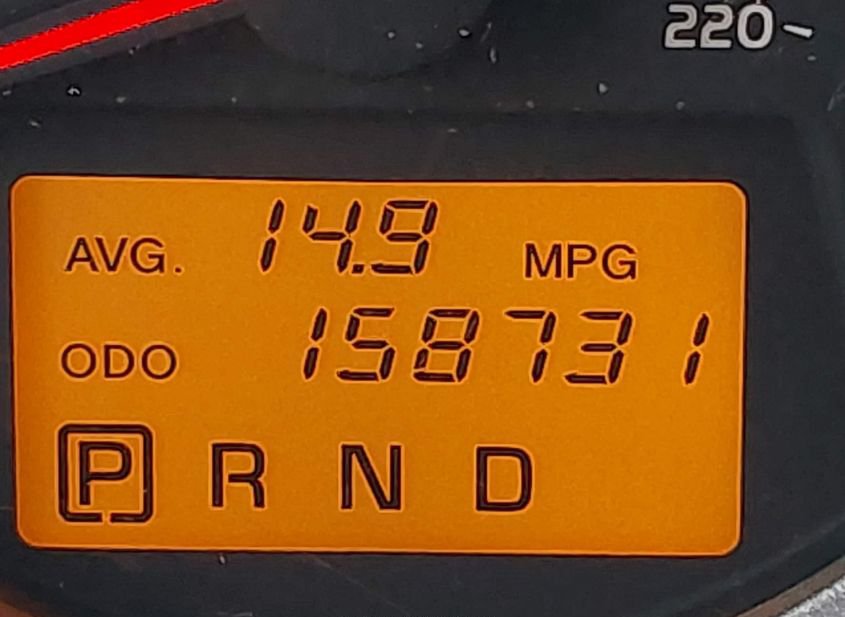 220
AVG. 14.9 MPG
ODO 158731
P R N D